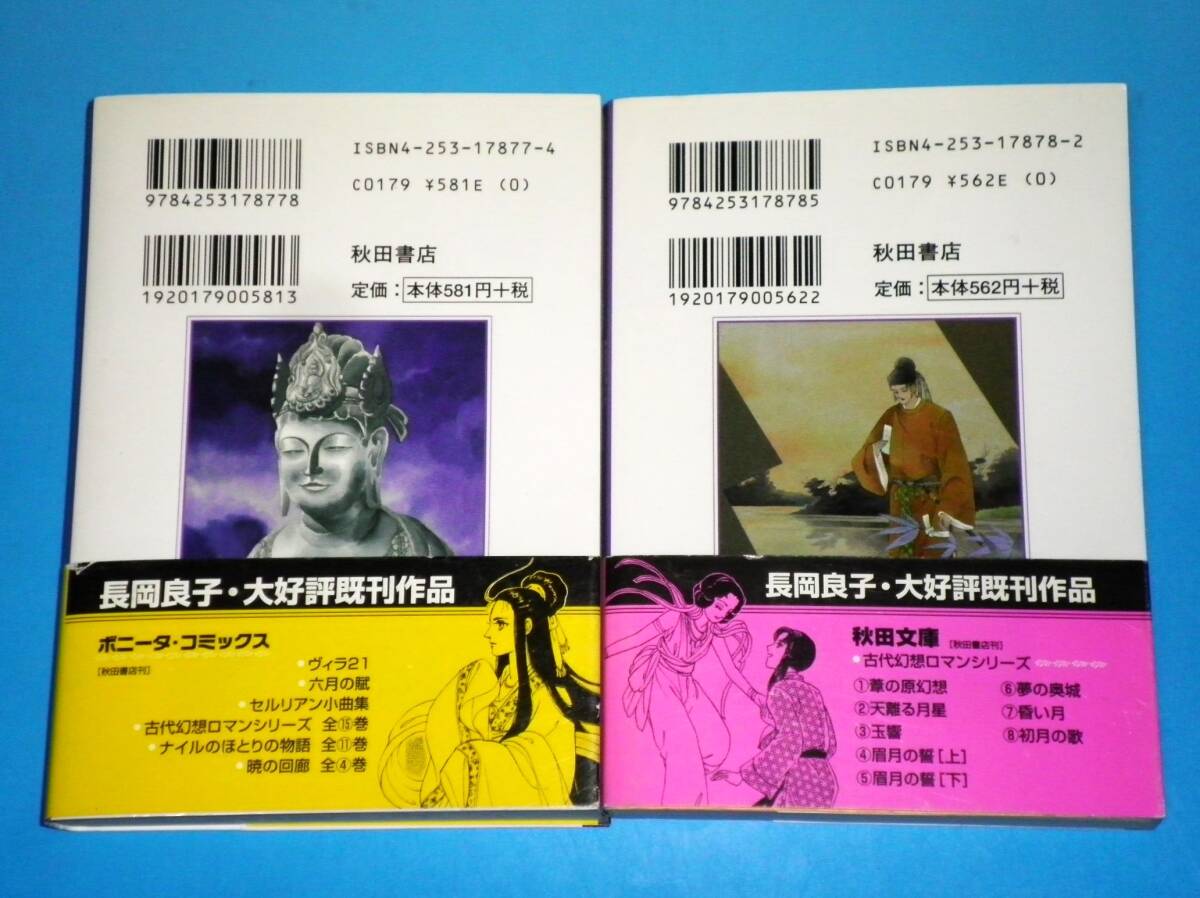 ISBN4-253-17877-4
C0179 ¥581E (0)
9784253178778
秋田書店
定価:本体581円+税
1920179005813
長岡良子・大好評既刊作品
ボニータ・コミックス
[秋田書店刊]
・ヴィラ21
・六月の賦
・セルリアン小曲集
・古代幻想ロマンシリーズ 全⑮巻
・ナイルのほとりの物語 全⑪巻
・暁の回廊 全④巻
ISBN4-253-17878-2
C0179 ¥562E (0)
9784253178785
秋田書店
定価:本体562円+税
1920179005622
長岡良子・大好評既刊作品
秋田文庫 [秋田書店刊]
・古代幻想ロマンシリーズ
①葦の原幻想
②天離る月星
③玉響
④眉月の誓[上]
⑤眉月の誓[下]
⑥夢の奥城
⑦昏い月
⑧初月の歌